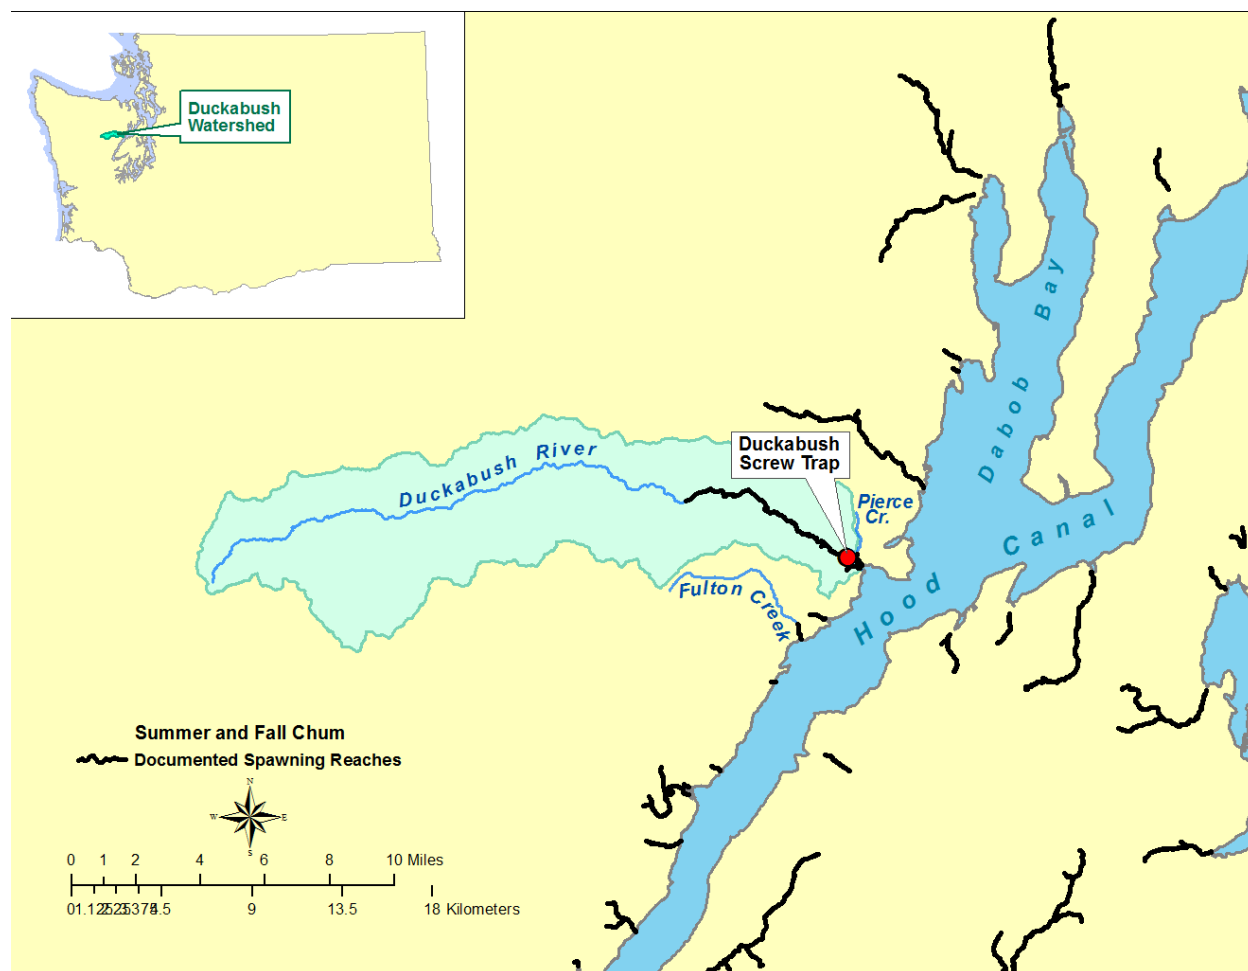 Duckabush
Watershed
Dabob Bay
Duckabush River
Duckabush
Screw Trap
Pierce
Cr.
Hood Canal
Fulton Creek
Summer and Fall Chum
Documented Spawning Reaches
N
W E
S
0 1 2 4 6 8 10 Miles
9 13.5 18 Kilometers